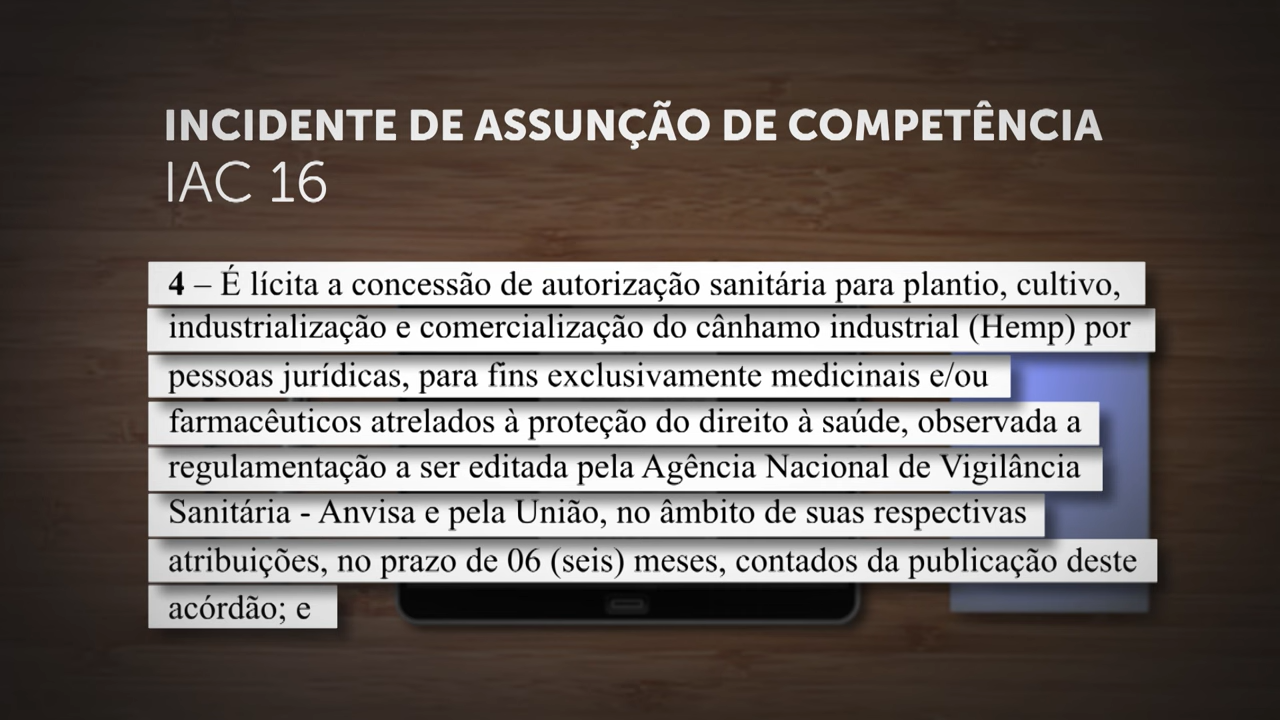 INCIDENTE DE ASSUNÇÃO DE COMPETÊNCIA
IAC 16
4 – É lícita a concessão de autorização sanitária para plantio, cultivo,
industrialização e comercialização do cânhamo industrial (Hemp) por
pessoas jurídicas, para fins exclusivamente medicinais e/ou
farmacêuticos atrelados à proteção do direito à saúde, observada a
regulamentação a ser editada pela Agência Nacional de Vigilância
Sanitária - Anvisa e pela União, no âmbito de suas respectivas
atribuições, no prazo de 06 (seis) meses, contados da publicação deste
acórdão; e